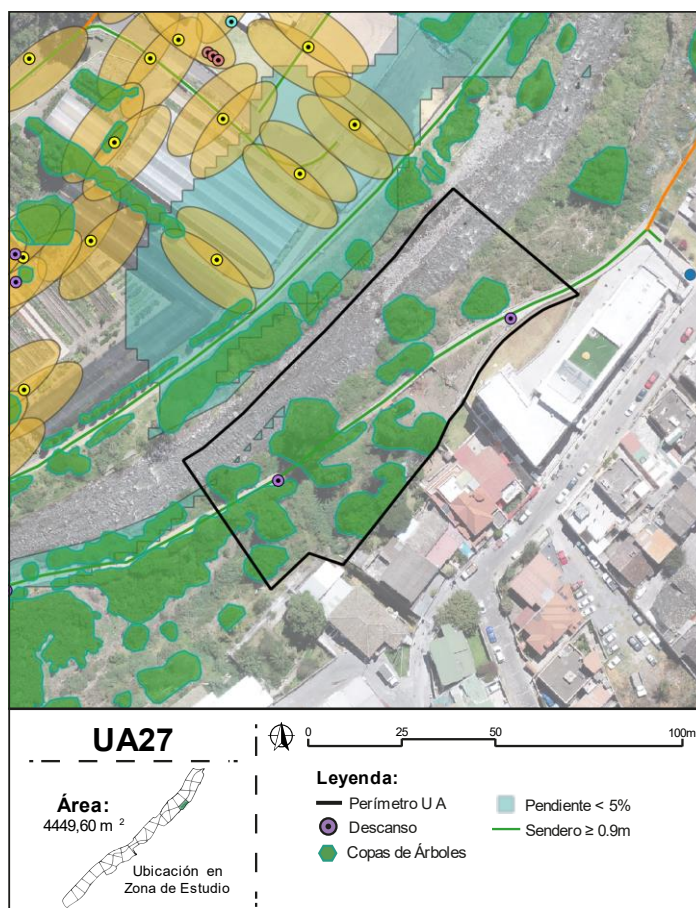 UA27
Área:
4449,60 m 2
Ubicación en
Zona de Estudio
0 25 50 100m
Leyenda:
Perímetro U A
Descanso
Copas de Árboles
Pendiente < 5%
Sendero ≥ 0.9m